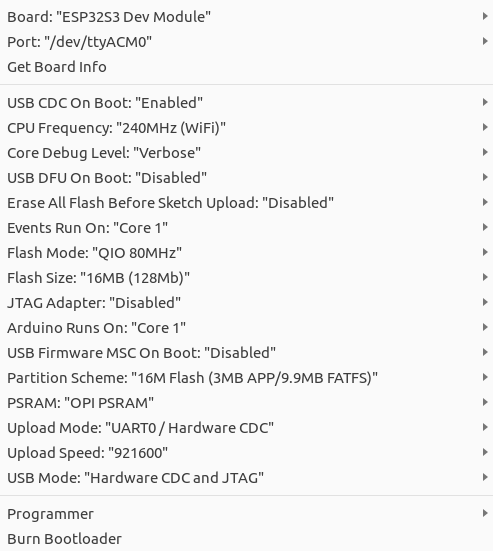 Board: "ESP32S3 Dev Module"
Port: "/dev/ttyACM0"
Get Board Info
USB CDC On Boot: "Enabled"
CPU Frequency: "240MHz (WiFi)"
Core Debug Level: "Verbose"
USB DFU On Boot: "Disabled"
Erase All Flash Before Sketch Upload: "Disabled"
Events Run On: "Core 1"
Flash Mode: "QIO 80MHz"
Flash Size: "16MB (128Mb)"
JTAG Adapter: "Disabled"
Arduino Runs On: "Core 1"
USB Firmware MSC On Boot: "Disabled"
Partition Scheme: "16M Flash (3MB APP/9.9MB FATFS)"
PSRAM: "OPI PSRAM"
Upload Mode: "UART0 / Hardware CDC"
Upload Speed: "921600"
USB Mode: "Hardware CDC and JTAG"
Programmer
Burn Bootloader